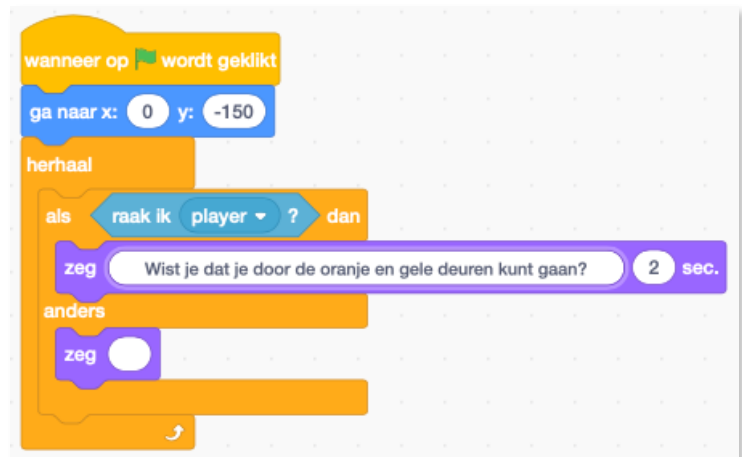 wanneer op wordt geklikt
ga naar x: 0 y: -150
herhaal
als raak ik player ? dan
zeg Wist je dat je door de oranje en gele deuren kunt gaan? 2 sec.
anders
zeg